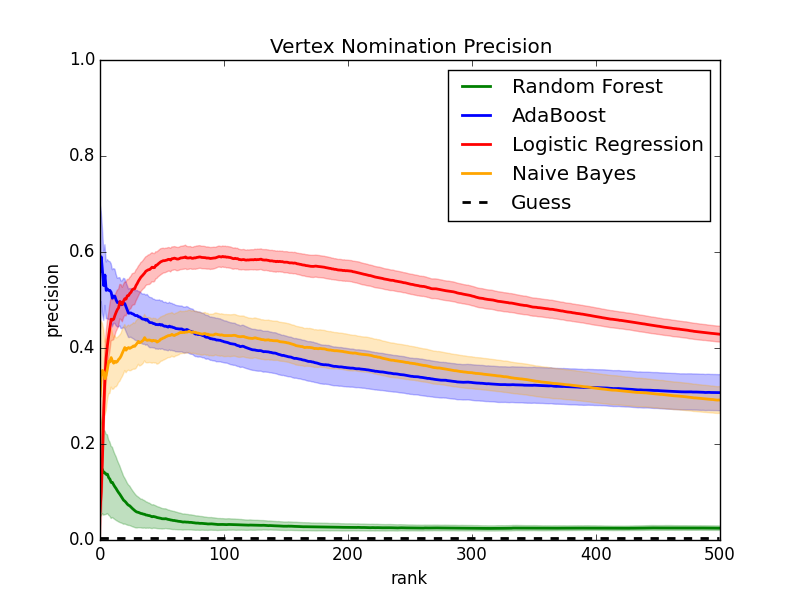 Vertex Nomination Precision
1.0
0.8
0.6
0.4
0.2
0.0
precision
Random Forest
AdaBoost
Logistic Regression
Naive Bayes
Guess
0 100 200 300 400 500
rank